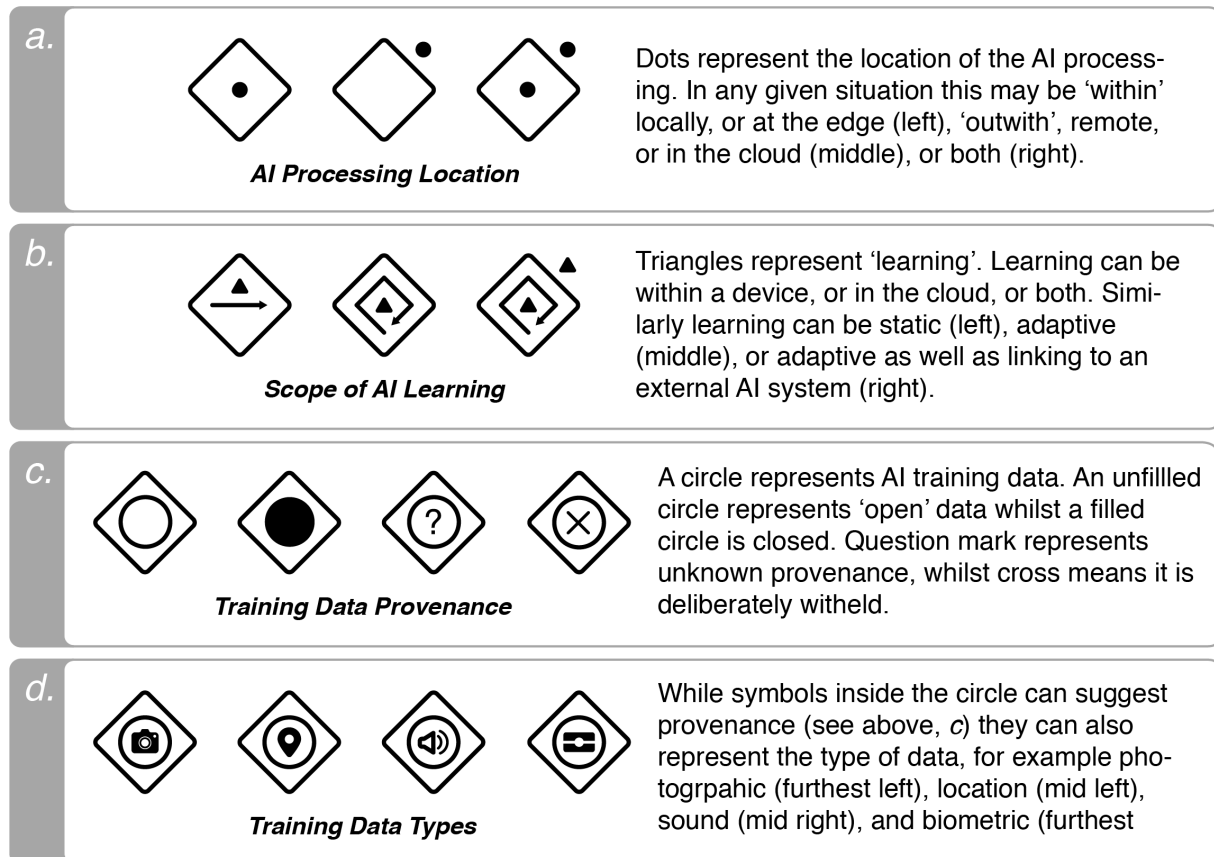 a.
AI Processing Location
Dots represent the location of the AI process-
ing. In any given situation this may be ‘within’
locally, or at the edge (left), ‘outwith’, remote,
or in the cloud (middle), or both (right).
b.
Scope of AI Learning
Triangles represent ‘learning’. Learning can be
within a device, or in the cloud, or both. Simi-
larly learning can be static (left), adaptive
(middle), or adaptive as well as linking to an
external AI system (right).
c.
?
Training Data Provenance
A circle represents AI training data. An unfillled
circle represents ‘open’ data whilst a filled
circle is closed. Question mark represents
unknown provenance, whilst cross means it is
deliberately witheld.
d.
Training Data Types
While symbols inside the circle can suggest
provenance (see above, c) they can also
represent the type of data, for example pho-
togrpahic (furthest left), location (mid left),
sound (mid right), and biometric (furthest